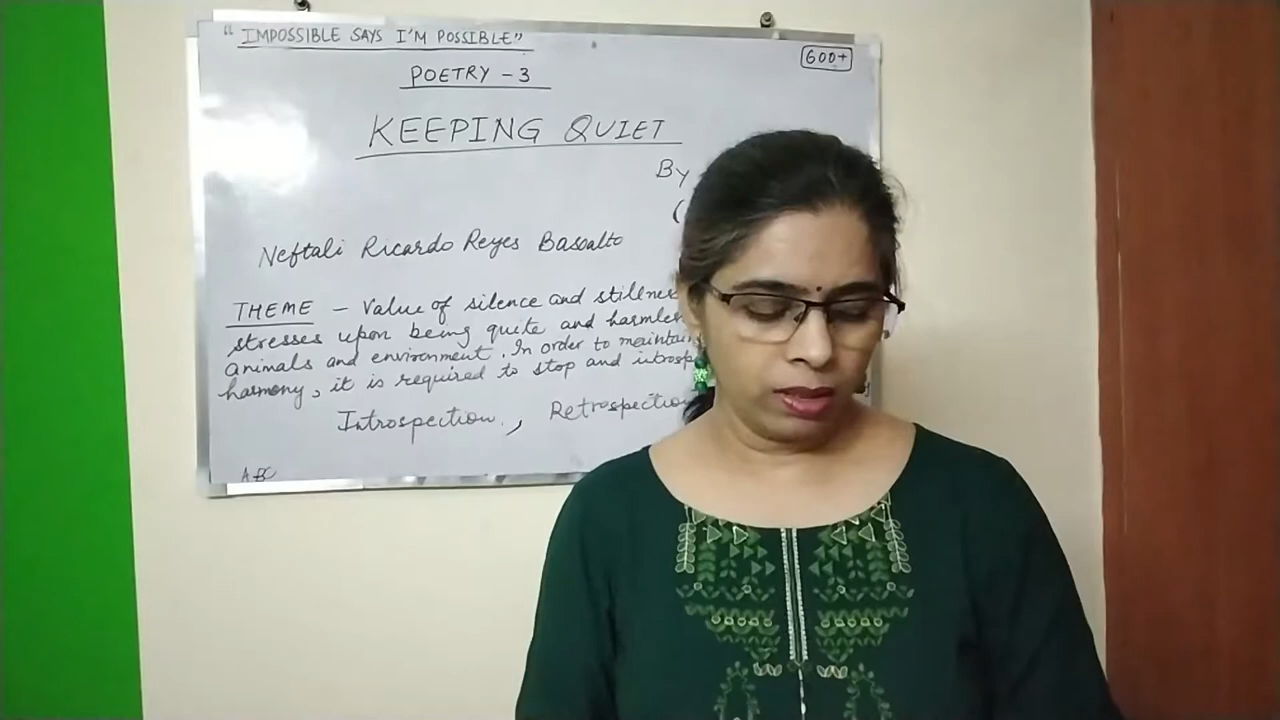 "IMPOSSIBLE SAYS I'M POSSIBLE"
600+
POETRY - 3
KEEPING QUIET
By
(
Neftali Ricardo Reyes Basoalto
THEME - Value of silence and stillnes
stresses upon being quite and harmles
animals and environment. In order to maintai
harmony, it is required to stop and introsp
Introspection, Retrospection
ABC